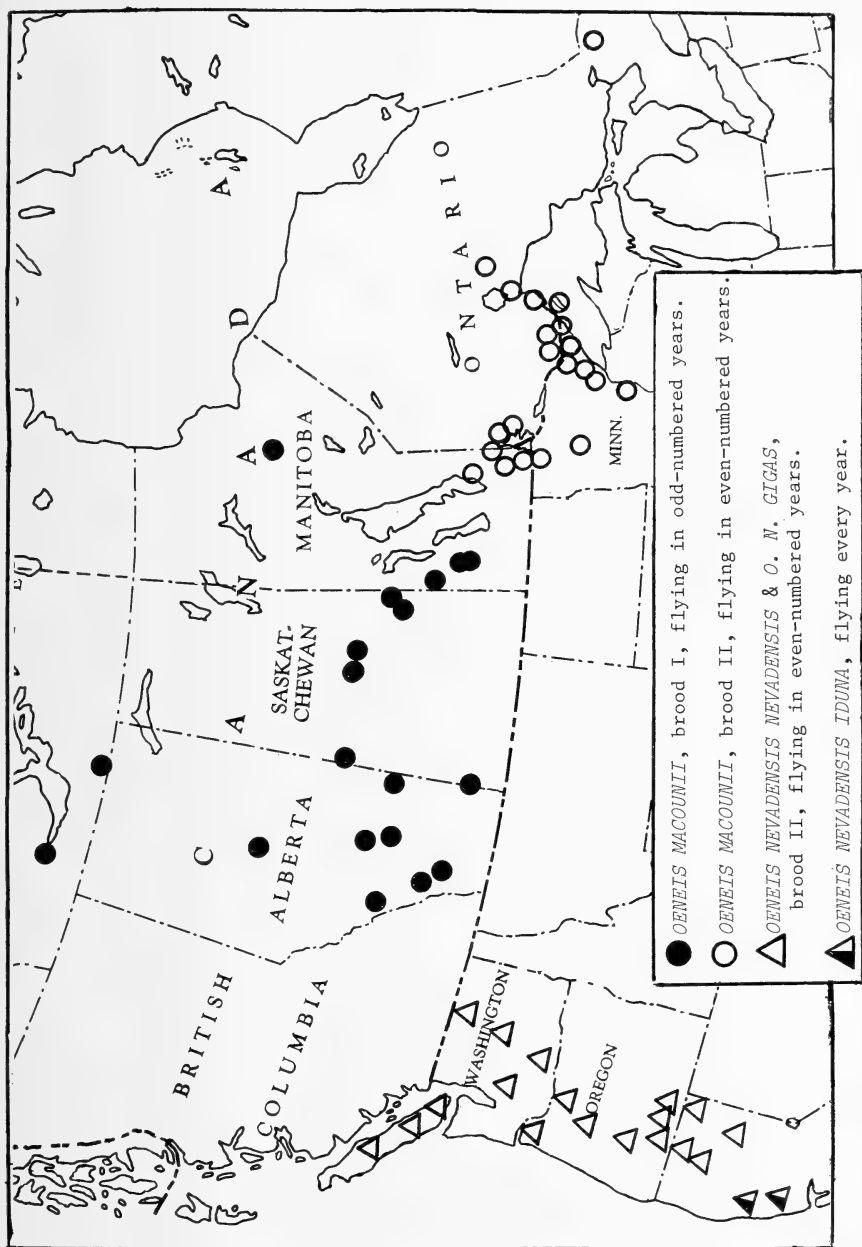 C A N A D A
BRITISH
COLUMBIA
ALBERTA
SASKAT-
CHEWAN
MANITOBA
ONTARIO
WASHINGTON
OREGON
MINN.
OENEIS MACOUNII, brood I, flying in odd-numbered years.
OENEIS MACOUNII, brood II, flying in even-numbered years.
OENEIS NEVADENSIS NEVADENSIS & O. N. GIGAS,
brood II, flying in even-numbered years.
OENEIS NEVADENSIS IDUNA, flying every year.